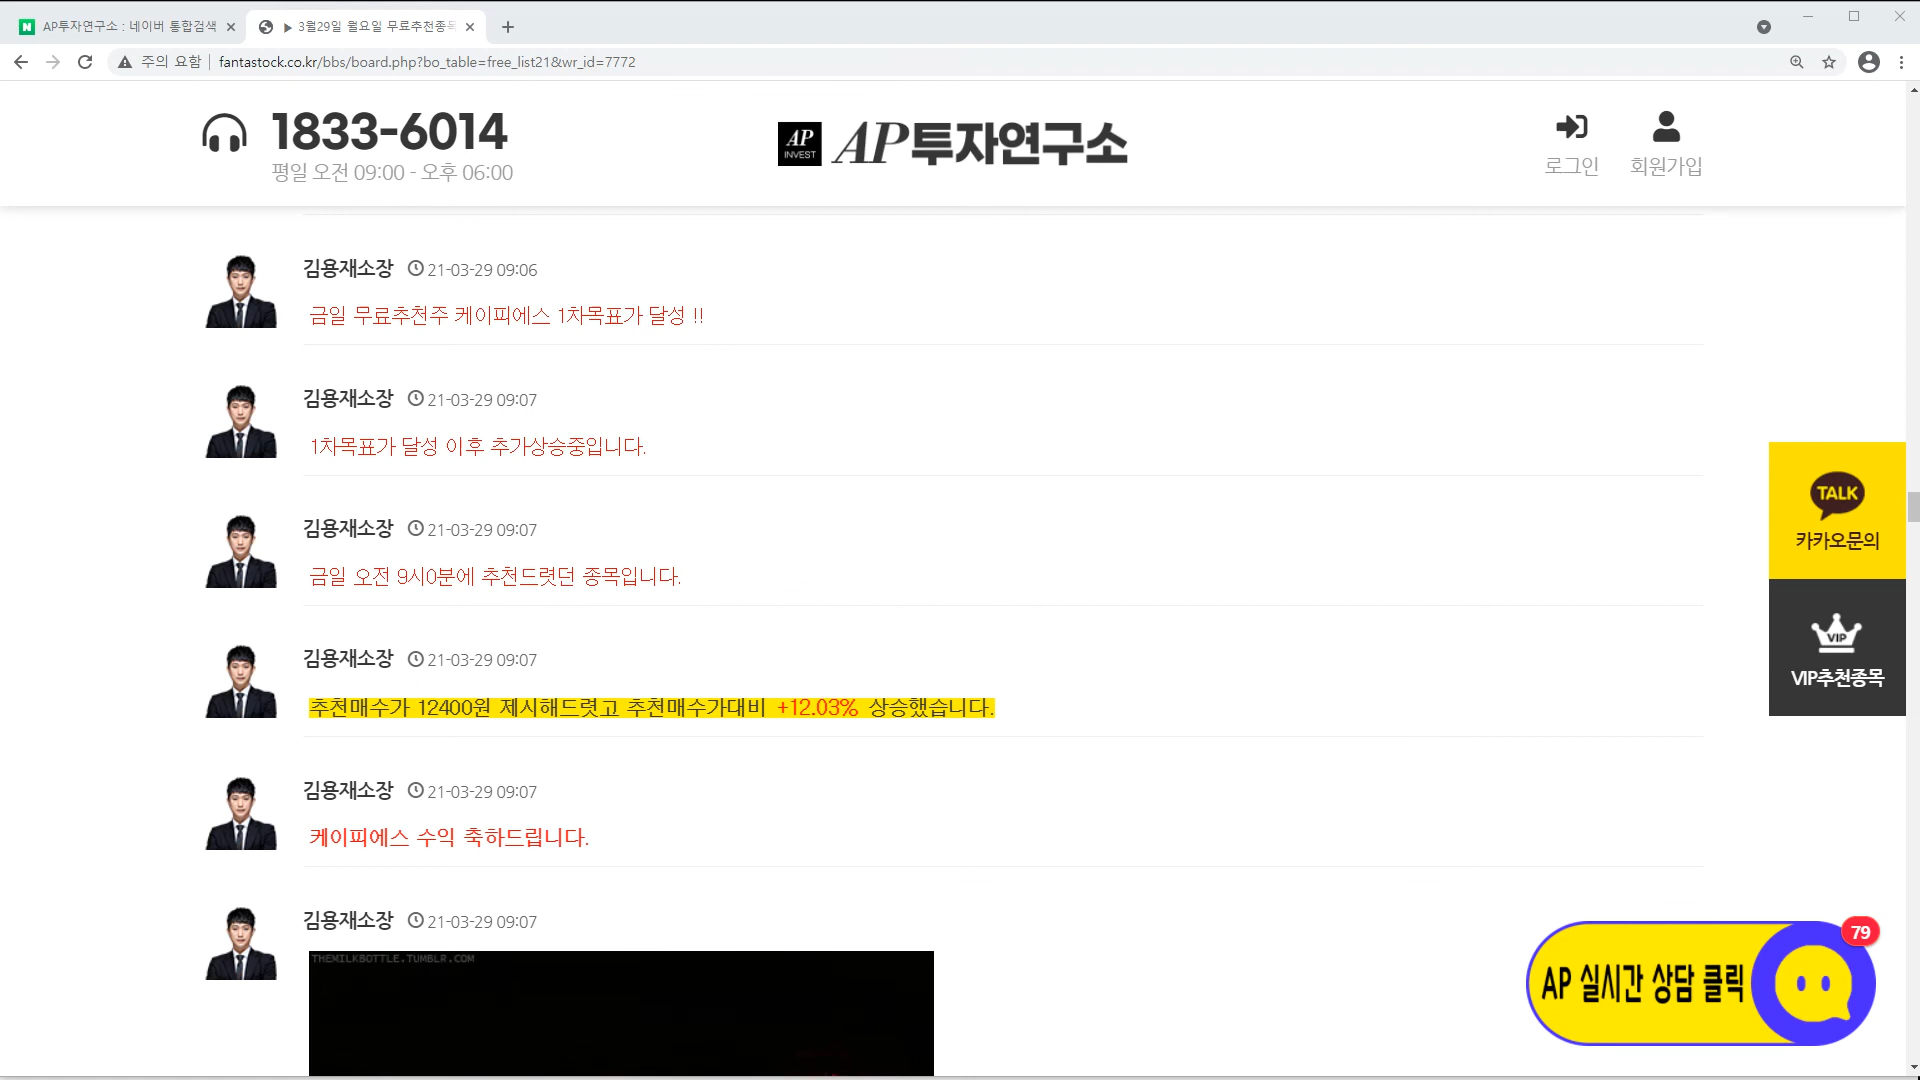 AP투자연구소 : 네이버 통합검색
▶ 3월29일 월요일 무료추천종목
주의 요함
fantastock.co.kr/bbs/board.php?bo_table=free_list21&wr_id=7772
1833-6014
평일 오전 09:00 - 오후 06:00
AP
INVEST
AP투자연구소
로그인
회원가입
김용재소장 21-03-29 09:06
금일 무료추천주 케이피에스 1차목표가 달성 !!
김용재소장 21-03-29 09:07
1차목표가 달성 이후 추가상승중입니다.
김용재소장 21-03-29 09:07
금일 오전 9시0분에 추천드렷던 종목입니다.
김용재소장 21-03-29 09:07
추천매수가 12400원 제시해드렷고 추천매수가대비 +12.03% 상승했습니다.
김용재소장 21-03-29 09:07
케이피에스 수익 축하드립니다.
김용재소장 21-03-29 09:07
THEMILKBOTTLE.TUMBLR.COM
TALK
카카오문의
VIP
VIP추천종목
79
AP 실시간 상담 클릭